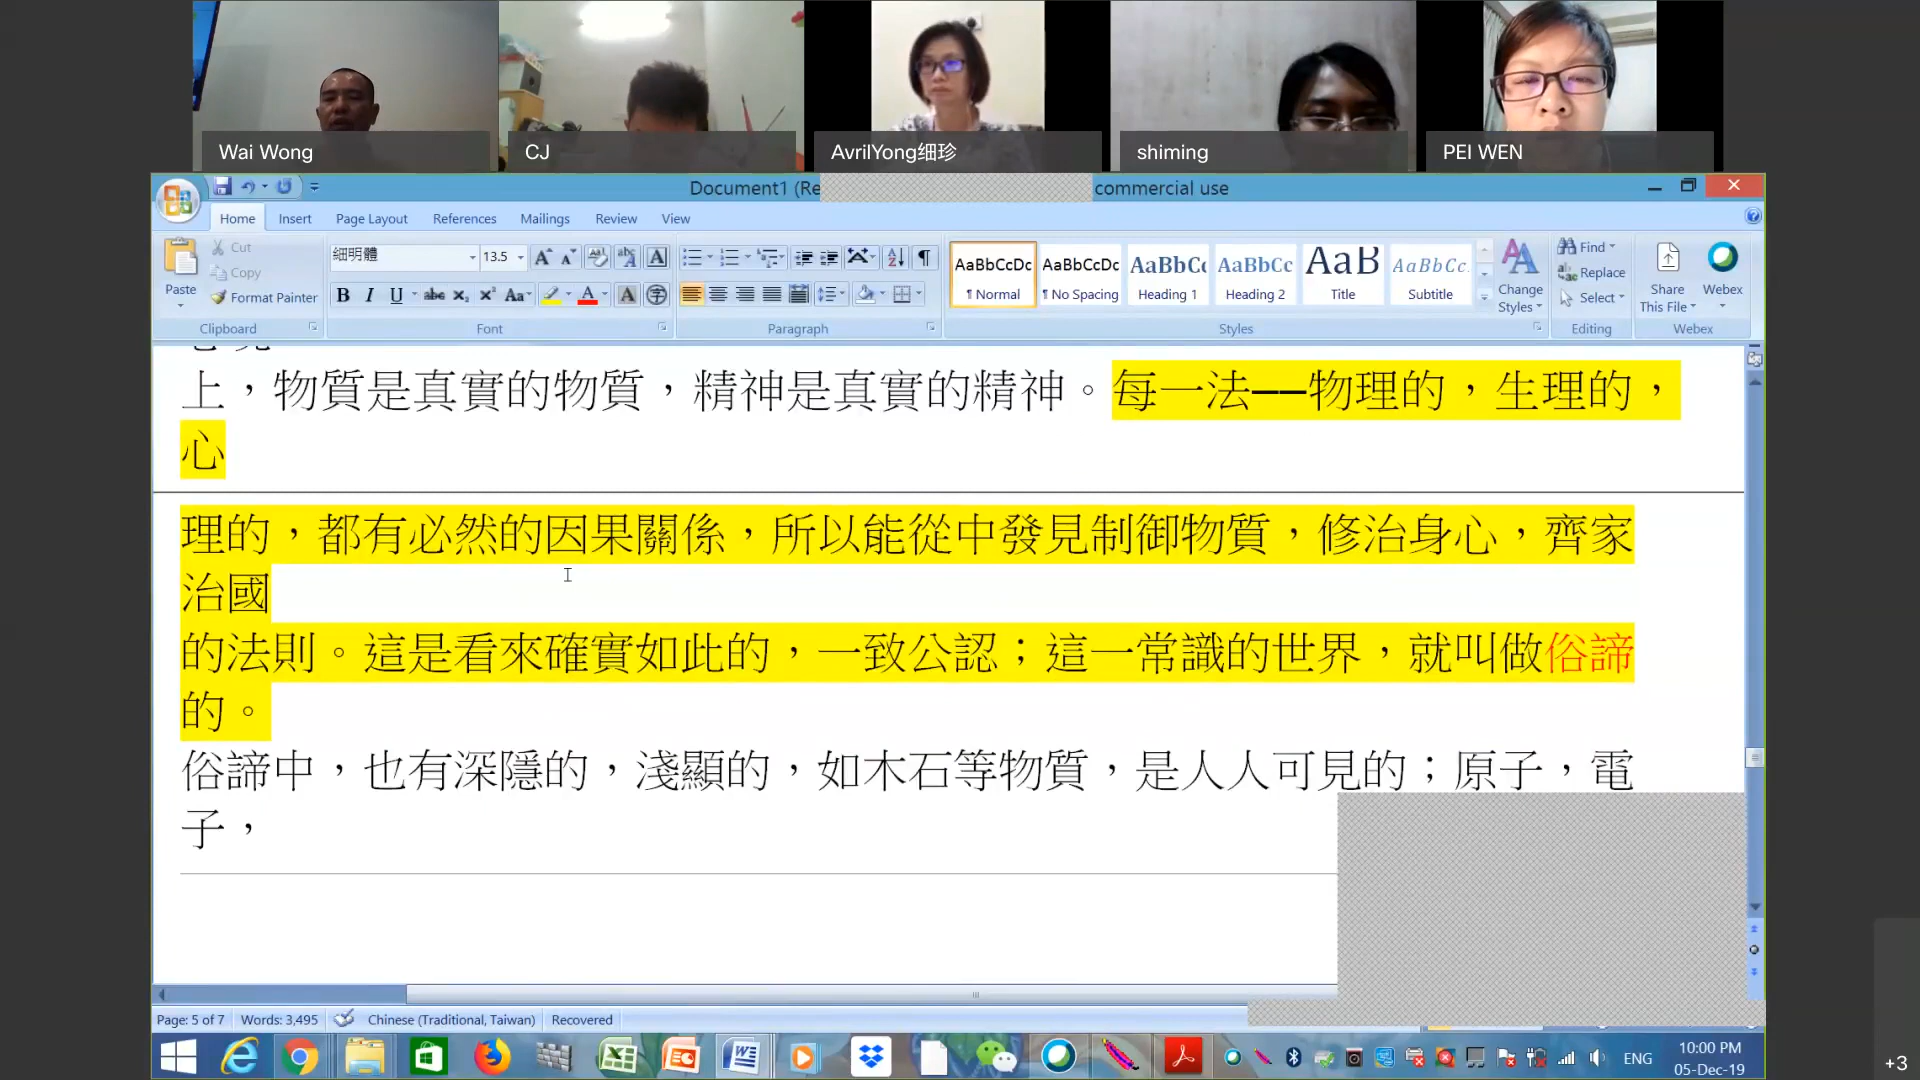 Wai Wong
CJ
AvrilYong细珍
shiming
PEI WEN
Document1 (Re
commercial use
Home
Insert
Page Layout
References
Mailings
Review
View
Paste
Cut
Copy
Format Painter
Clipboard
細明體
13.5
Font
Paragraph
AaBbCcDc
¶ Normal
AaBbCcDc
¶ No Spacing
AaBbCc
Heading 1
AaBbCc
Heading 2
AaB
Title
AaBbCc.
Subtitle
Change
Styles
Styles
Find
Replace
Select
Editing
Share
This File
Webex
Webex
上，物質是真實的物質，精神是真實的精神。每一法──物理的，生理的，
心
理的，都有必然的因果關係，所以能從中發見制御物質，修治身心，齊家
治國
的法則。這是看來確實如此的，一致公認；這一常識的世界，就叫做俗諦
的。
俗諦中，也有深隱的，淺顯的，如木石等物質，是人人可見的；原子，電
子，
Page: 5 of 7
Words: 3,495
Chinese (Traditional, Taiwan)
Recovered
ENG
10:00 PM
05-Dec-19
+3